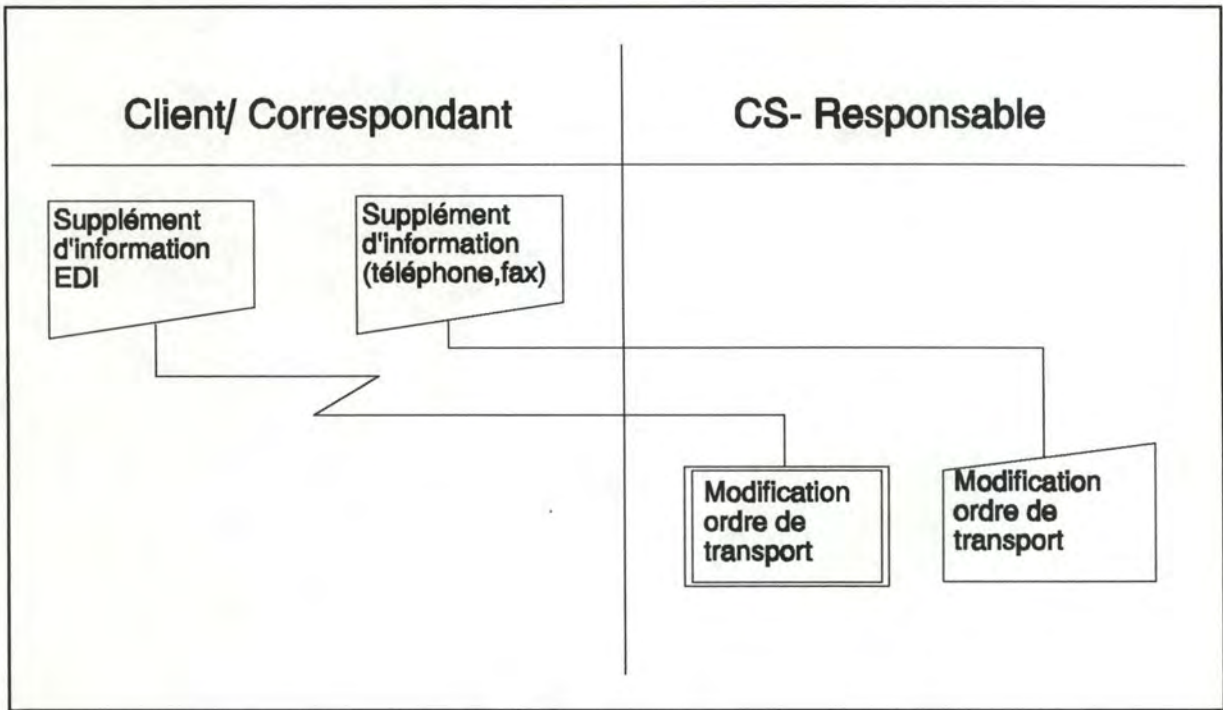 Client/ Correspondant
CS- Responsable
Supplément
d'information
EDI
Supplément
d'information
(téléphone,fax)
Modification
ordre de
transport
Modification
ordre de
transport